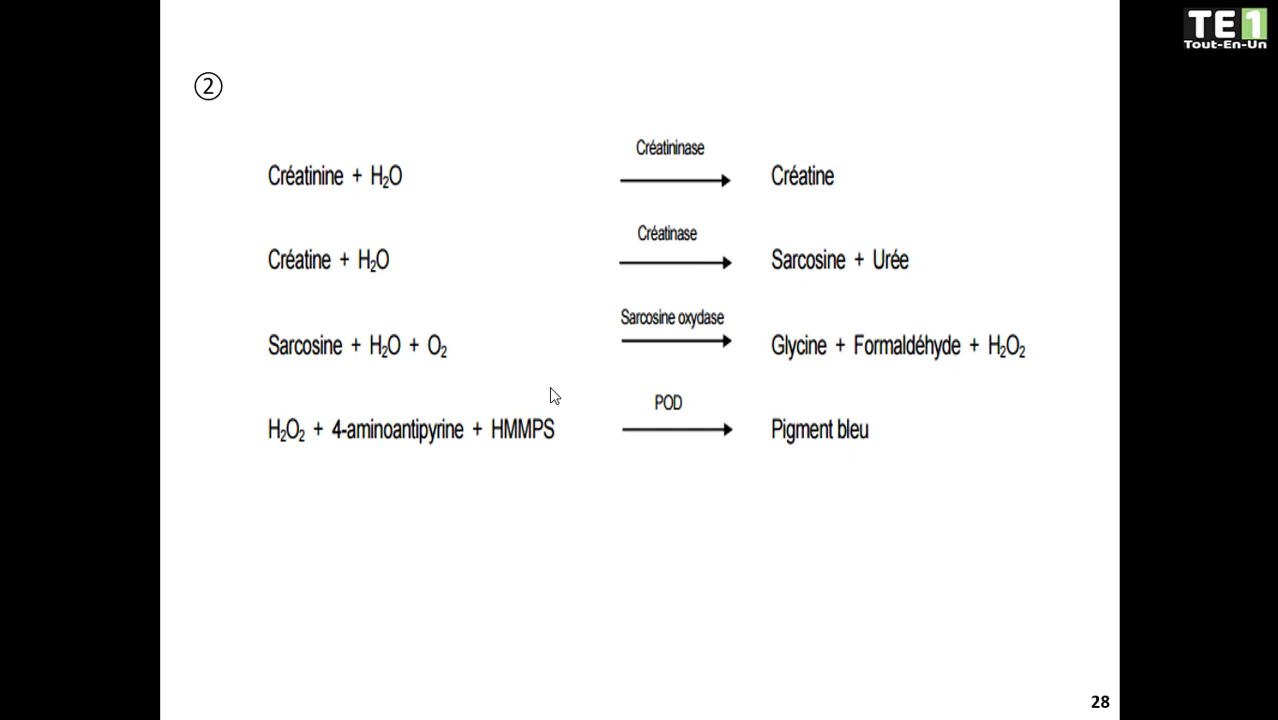 TE1
Tout-En-Un
②
Créatininase
Créatinine + H₂O → Créatine
Créatinase
Créatine + H₂O → Sarcosine + Urée
Sarcosine oxydase
Sarcosine + H₂O + O₂ → Glycine + Formaldéhyde + H₂O₂
POD
H₂O₂ + 4-aminoantipyrine + HMMPS → Pigment bleu
28